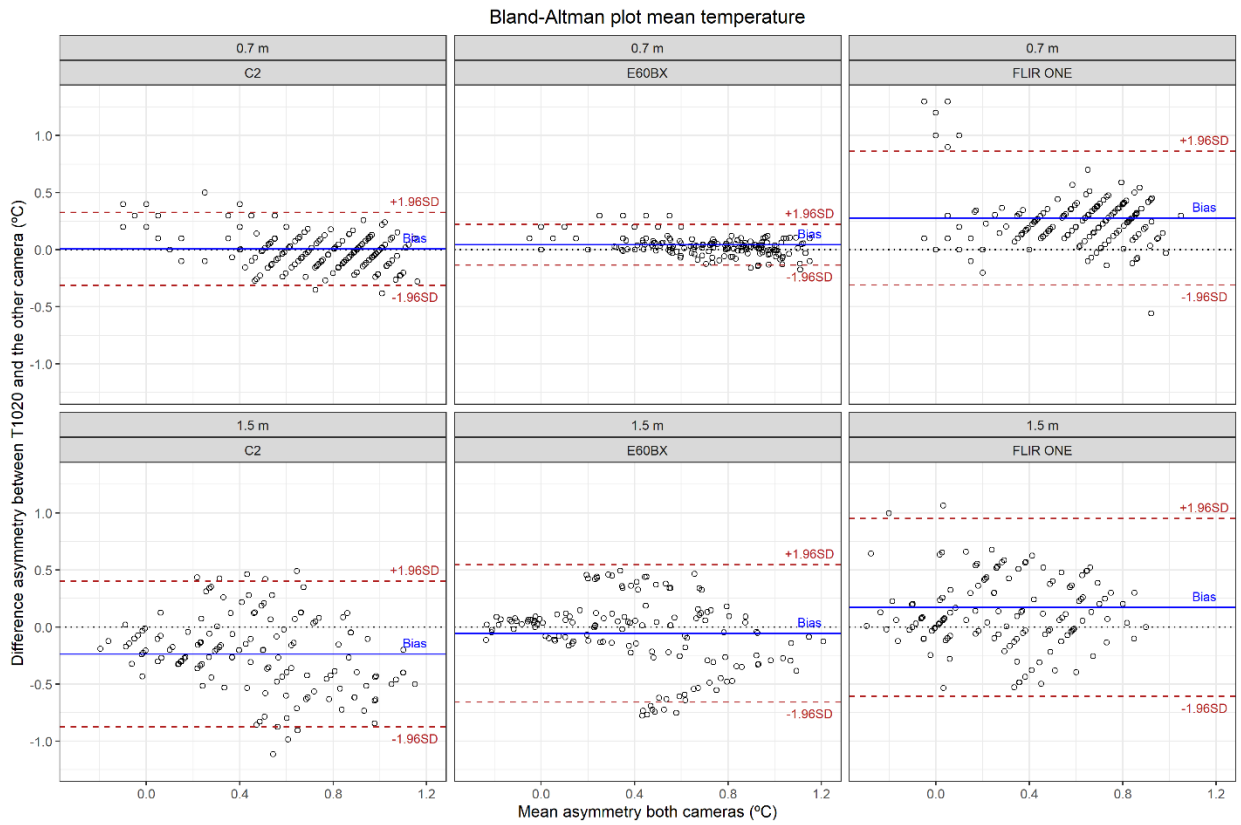 Bland-Altman plot mean temperature
0.7 m 0.7 m 0.7 m
C2 E60BX FLIR ONE
1.0
0.5
0.0
-0.5
-1.0
+1.96SD
Bias
-1.96SD
+1.96SD
Bias
-1.96SD
+1.96SD
Bias
-1.96SD
Difference asymetry between T1020 and the other camera (ºC)
1.5 m 1.5 m 1.5 m
C2 E60BX FLIR ONE
1.0
0.5
0.0
-0.5
-1.0
+1.96SD
Bias
-1.96SD
+1.96SD
Bias
-1.96SD
+1.96SD
Bias
-1.96SD
0.0 0.4 0.8 1.2 0.0 0.4 0.8 1.2 0.0 0.4 0.8 1.2
Mean asymetry both cameras (ºC)